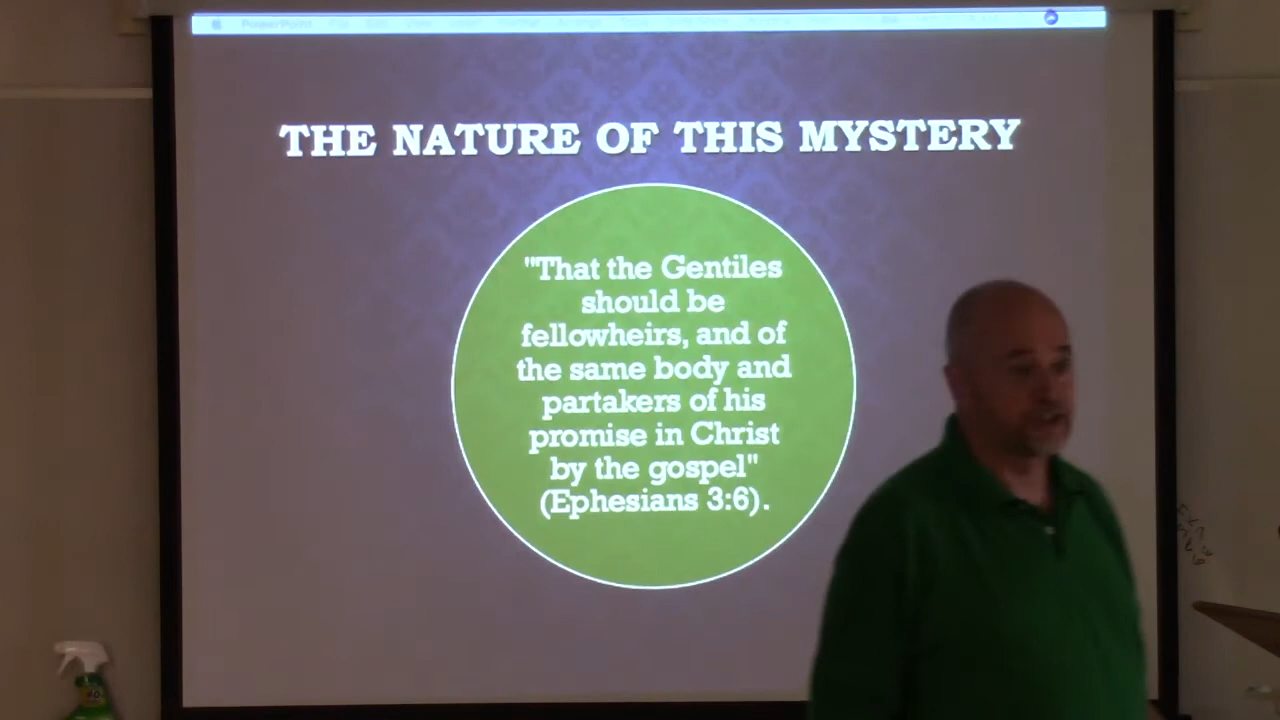 PowerPoint
THE NATURE OF THIS MYSTERY
"That the Gentiles
should be
fellowheirs, and of
the same body and
partakers of his
promise in Christ
by the gospel"
(Ephesians 3:6).